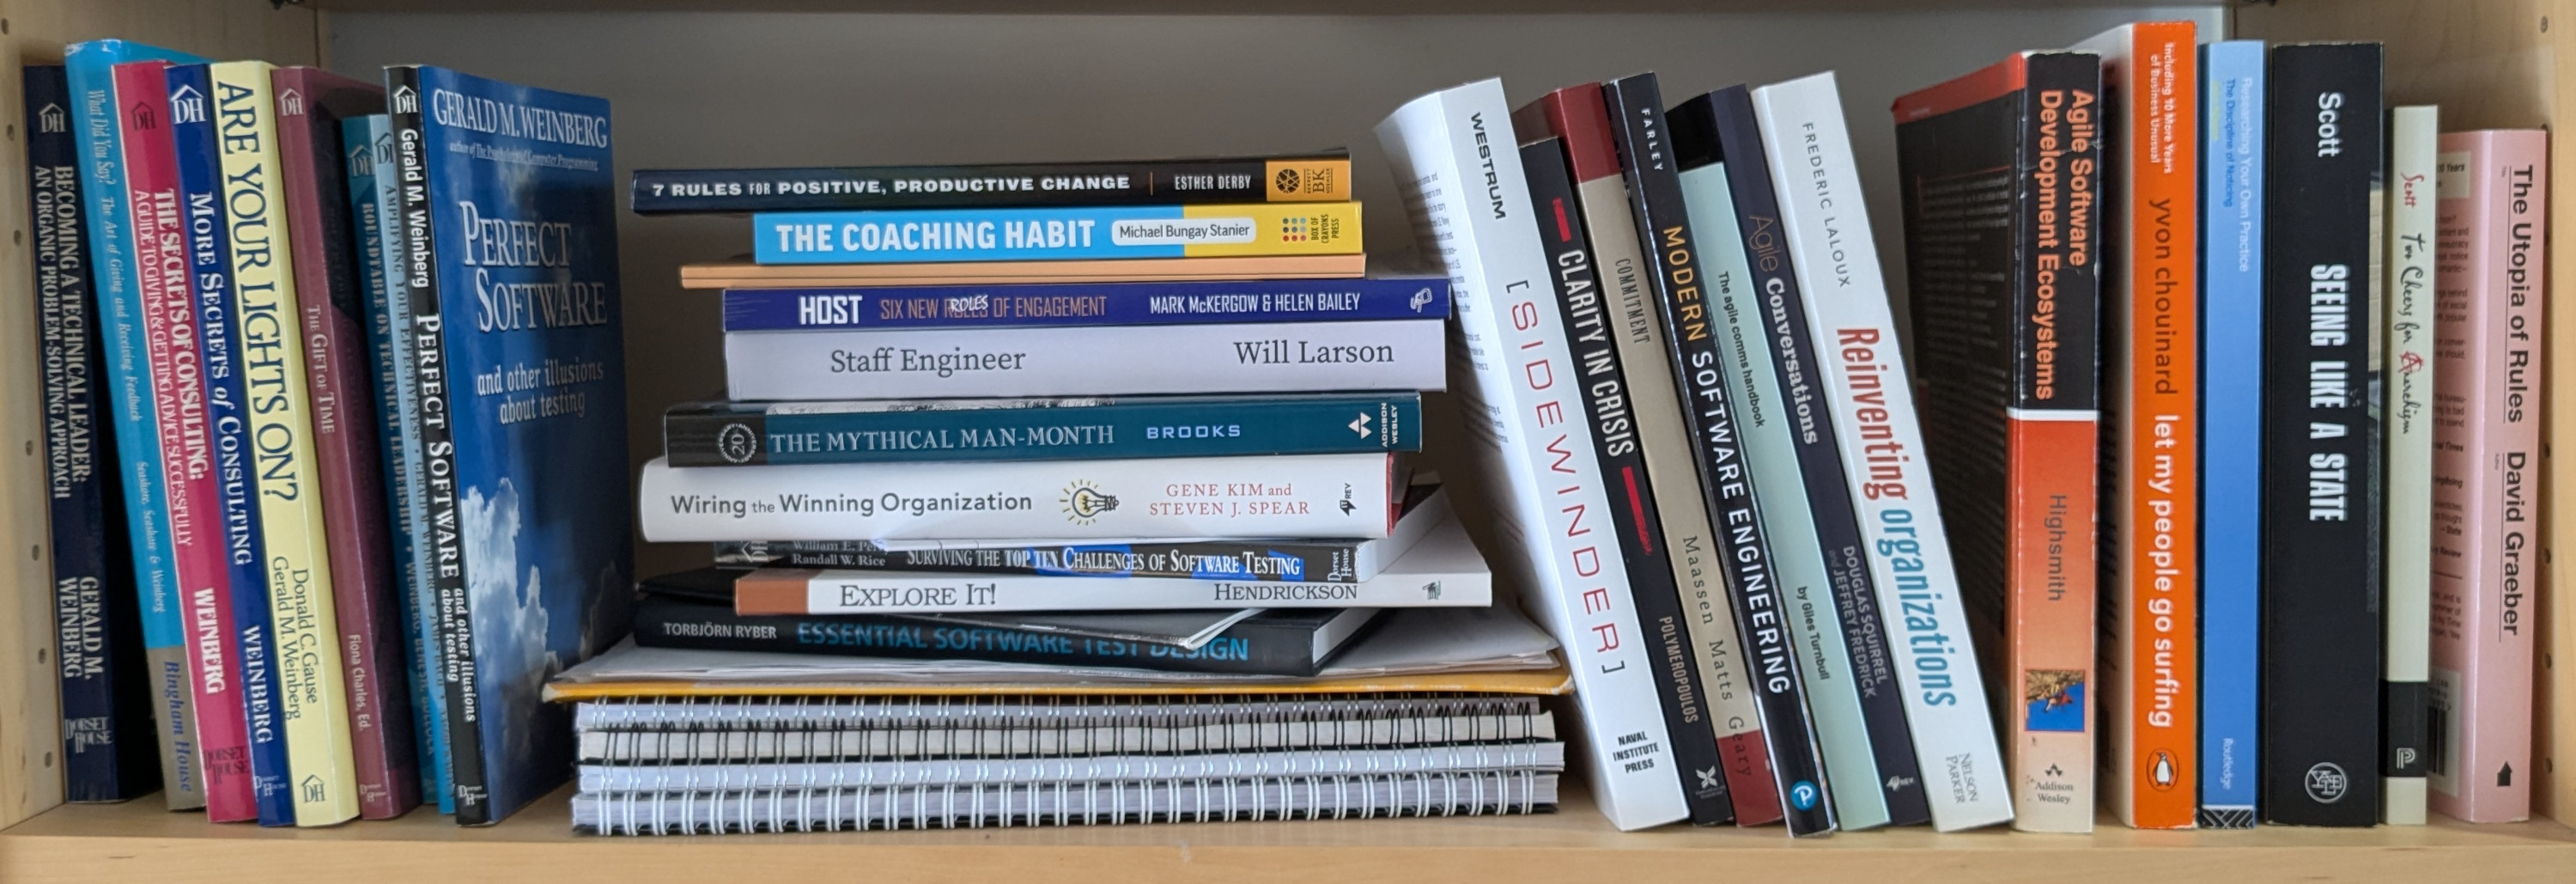 DH
BECOMING A TECHNICAL LEADER:
AN ORGANIC PROBLEM-SOLVING APPROACH
GERALD M.
WEINBERG
DORSET
HOUSE
What Did You Say? The Art of Giving and Receiving Feedback
Seashore, Seashore & Weinberg
Bingham House
DH
THE SECRETS OF CONSULTING:
A GUIDE TO GIVING & GETTING ADVICE SUCCESSFULLY
WEINBERG
DORSET
HOUSE
DH
MORE SECRETS of CONSULTING
WEINBERG
ARE YOUR LIGHTS ON?
Donald C. Gause
Gerald M. Weinberg
DH
DH
THE GIFT OF TIME
Fiona Charles, Ed.
DH
ROUNDTABLE ON TECHNICAL LEADERSHIP
DH
AMPLIFYING YOUR EFFECTIVENESS
DH
Gerald M. Weinberg
PERFECT SOFTWARE
and other illusions
about testing
GERALD M. WEINBERG
author of The Psychology of Computer Programming
PERFECT
SOFTWARE
and other illusions
about testing
7 RULES FOR POSITIVE, PRODUCTIVE CHANGE | ESTHER DERBY
BK
THE COACHING HABIT Michael Bungay Stanier
BOX OF
CRAYONS
PRESS
HOST SIX NEW ROLES OF ENGAGEMENT MARK McKERGOW & HELEN BAILEY
Staff Engineer Will Larson
20 THE MYTHICAL MAN-MONTH BROOKS
ADDISON
WESLEY
Wiring the Winning Organization
GENE KIM and
STEVEN J. SPEAR
IT REV
William E. Perry
Randall W. Rice
SURVIVING THE TOP TEN CHALLENGES OF SOFTWARE TESTING
Dorset
House
EXPLORE IT! HENDRICKSON
TORBJÖRN RYBER ESSENTIAL SOFTWARE TEST DESIGN
WESTRUM
[SIDEWINDER]
NAVAL
INSTITUTE
PRESS
CLARITY IN CRISIS
POLYMEROPOULOS
COMMITMENT
Maassen Matts Geary
FARLEY
MODERN SOFTWARE ENGINEERING
The agile comms handbook
by Giles Turnbull
Agile Conversations
DOUGLAS SQUIRREL
and JEFFREY FREDRICK
FREDERIC LALOUX
Reinventing organizations
NELSON
PARKER
Agile Software
Development Ecosystems
Highsmith
Addison
Wesley
Including 10 More Years
of Business Unusual
yvon chouinard let my people go surfing
Researching Your Own Practice
The Discipline of Noticing
Routledge
Scott
SEEING LIKE A STATE
Scott Two Cheers for Anarchism
P
The Utopia of Rules David Graeber